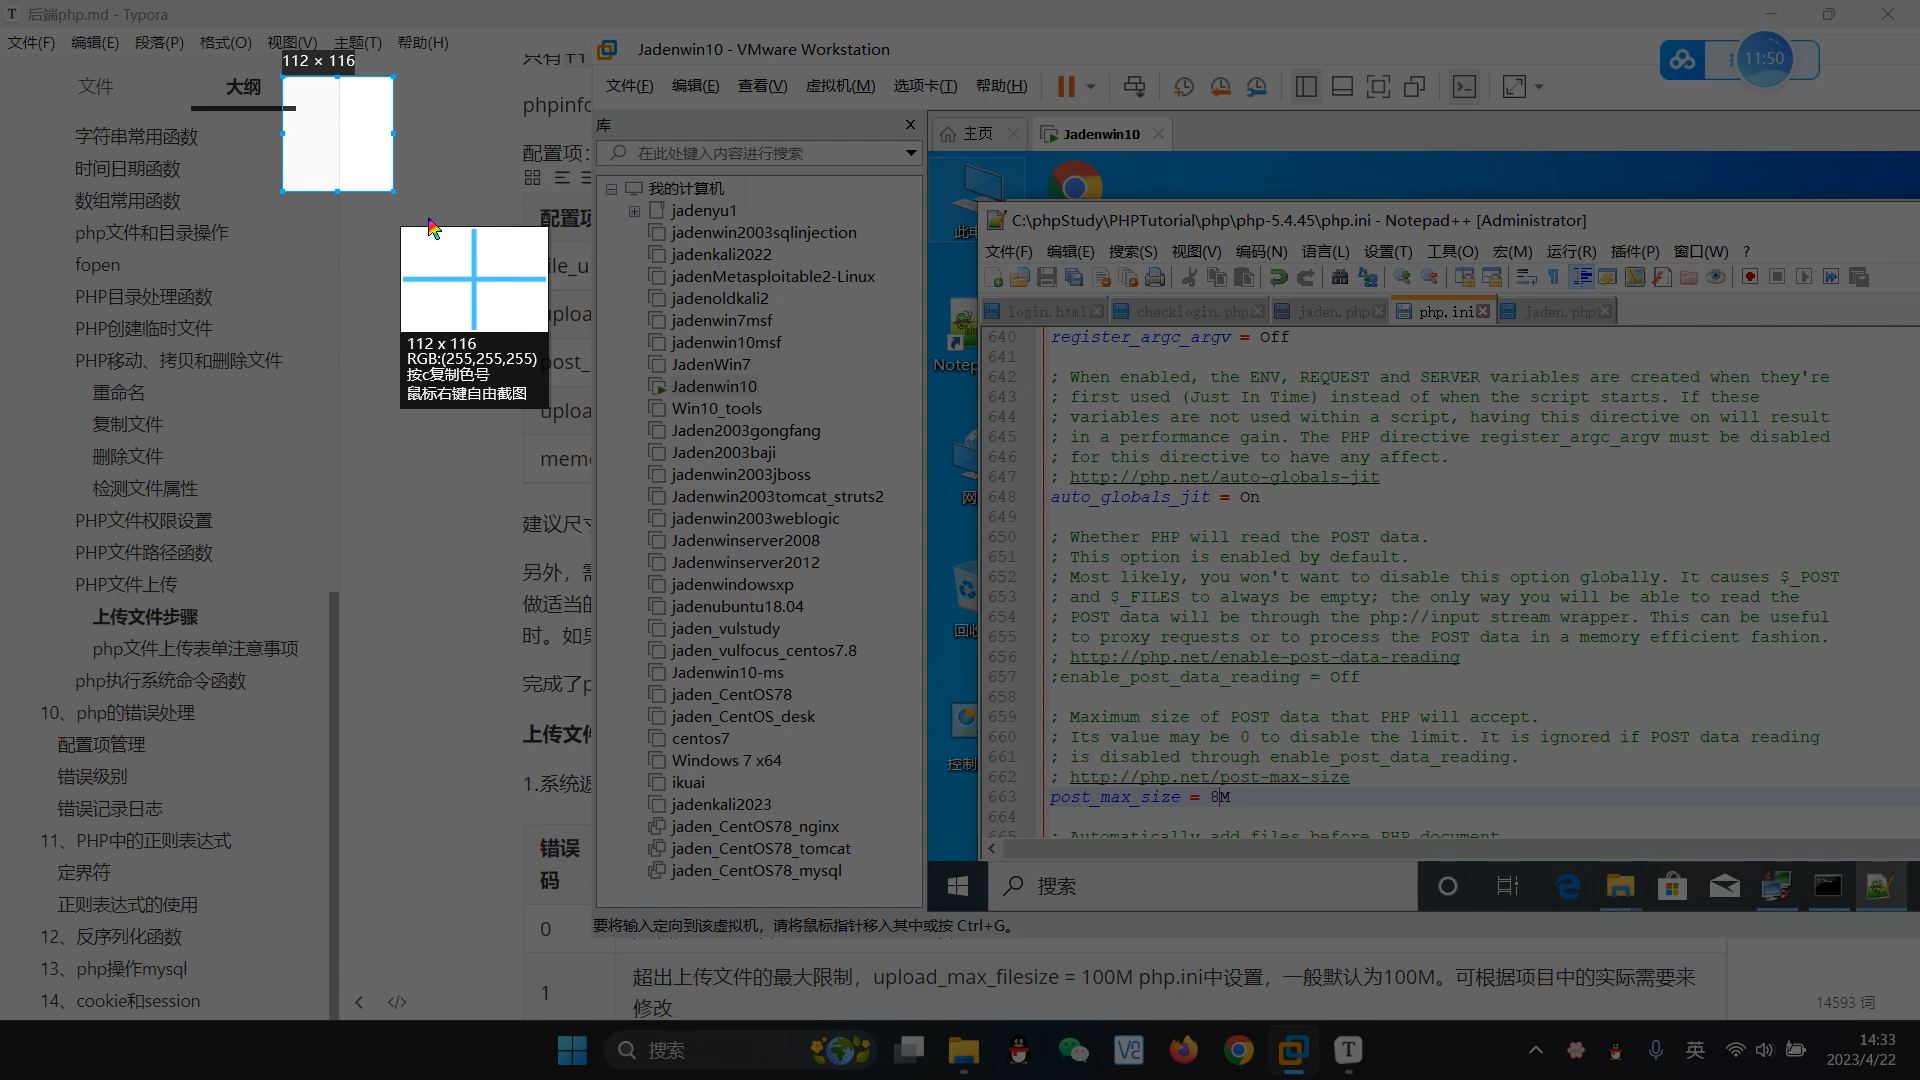 后端php.md - Typora
文件(F) 编辑(E) 段落(P) 格式(O) 视图(V) 主题(T) 帮助(H)
112 × 116
文件 大纲
字符串常用函数
时间日期函数
数组常用函数
php文件和目录操作
fopen
PHP目录处理函数
PHP创建临时文件
PHP移动、拷贝和删除文件
重命名
复制文件
删除文件
检测文件属性
PHP文件权限设置
PHP文件路径函数
PHP文件上传
上传文件步骤
php文件上传表单注意事项
php执行系统命令函数
10、php的错误处理
配置项管理
错误级别
错误记录日志
11、PHP中的正则表达式
定界符
正则表达式的使用
12、反序列化函数
13、php操作mysql
14、cookie和session
112 x 116
RGB:(255,255,255)
按c复制色号
鼠标右键自由截图
只有
phpinfo
配置项:
配置项
ile_u
uploa
post_
uploa
mem
建议尺寸
另外，需
做适当的
时。如果
完成了p
上传文件
1.系统返
错误
码
0
1
超出上传文件的最大限制，upload_max_filesize = 100M php.ini中设置，一般默认为100M。可根据项目中的实际需要来
修改
14593 词
Jadenwin10 - VMware Workstation
文件(F) 编辑(E) 查看(V) 虚拟机(M) 选项卡(T) 帮助(H)
11:50
库
在此处键入内容进行搜索
我的计算机
jadenyu1
jadenwin2003sqlinjection
jadenkali2022
jadenMetasploitable2-Linux
jadenoldkali2
jadenwin7msf
jadenwin10msf
JadenWin7
Jadenwin10
Win10_tools
Jaden2003gongfang
Jaden2003baji
jadenwin2003jboss
Jadenwin2003tomcat_struts2
jadenwin2003weblogic
Jadenwinserver2008
Jadenwinserver2012
jadenwindowsxp
jadenubuntu18.04
jaden_vulstudy
jaden_vulfocus_centos7.8
Jadenwin10-ms
jaden_CentOS78
jaden_CentOS_desk
centos7
Windows 7 x64
ikuai
jadenkali2023
jaden_CentOS78_nginx
jaden_CentOS78_tomcat
jaden_CentOS78_mysql
要将输入定向到该虚拟机，请将鼠标指针移入其中或按 Ctrl+G。
主页 Jadenwin10
此电
Notep
网
回收
控制
C:\phpStudy\PHPTutorial\php\php-5.4.45\php.ini - Notepad++ [Administrator]
文件(F) 编辑(E) 搜索(S) 视图(V) 编码(N) 语言(L) 设置(T) 工具(O) 宏(M) 运行(R) 插件(P) 窗口(W) ?
login.html checklogin.php jaden.php php.ini jaden.php
640 register_argc_argv = Off
641
642 ; When enabled, the ENV, REQUEST and SERVER variables are created when they're
643 ; first used (Just In Time) instead of when the script starts. If these
644 ; variables are not used within a script, having this directive on will result
645 ; in a performance gain. The PHP directive register_argc_argv must be disabled
646 ; for this directive to have any affect.
647 ; http://php.net/auto-globals-jit
648 auto_globals_jit = On
649
650 ; Whether PHP will read the POST data.
651 ; This option is enabled by default.
652 ; Most likely, you won't want to disable this option globally. It causes $_POST
653 ; and $_FILES to always be empty; the only way you will be able to read the
654 ; POST data will be through the php://input stream wrapper. This can be useful
655 ; to proxy requests or to process the POST data in a memory efficient fashion.
656 ; http://php.net/enable-post-data-reading
657 ;enable_post_data_reading = Off
658
659 ; Maximum size of POST data that PHP will accept.
660 ; Its value may be 0 to disable the limit. It is ignored if POST data reading
661 ; is disabled through enable_post_data_reading.
662 ; http://php.net/post-max-size
663 post_max_size = 8M
664
665 ; Automatically add files before PHP document.
搜索
搜索
英
14:33
2023/4/22